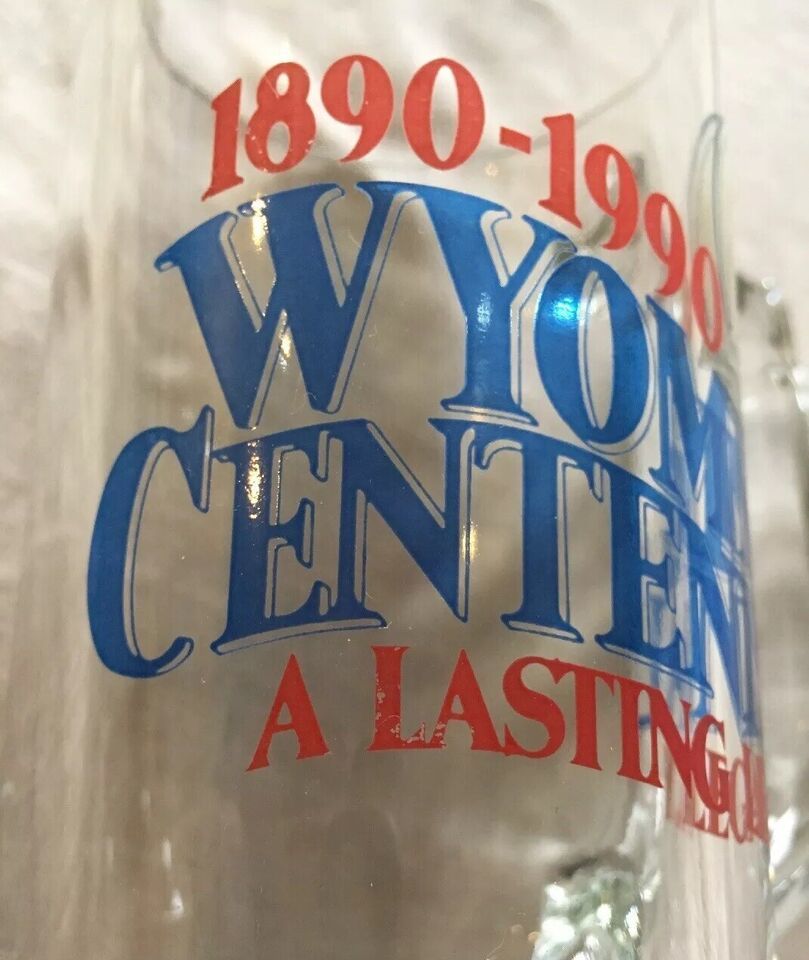 1890-1990
WYOM
CENTEN
A LASTING